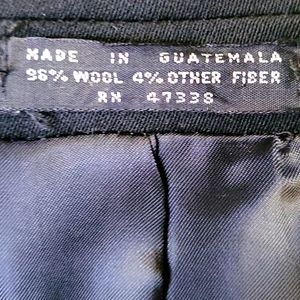 MADE IN GUATEMALA
96% WOOL 4% OTHER FIBER
RN 47338